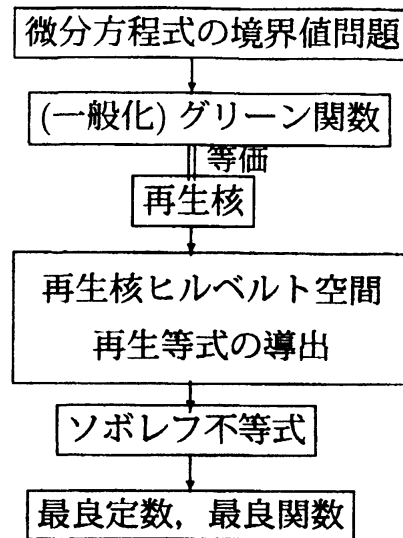 微分方程式の境界値問題
(一般化) グリーン関数
等価
再生核
再生核ヒルベルト空間
再生等式の導出
ソボレフ不等式
最良定数，最良関数